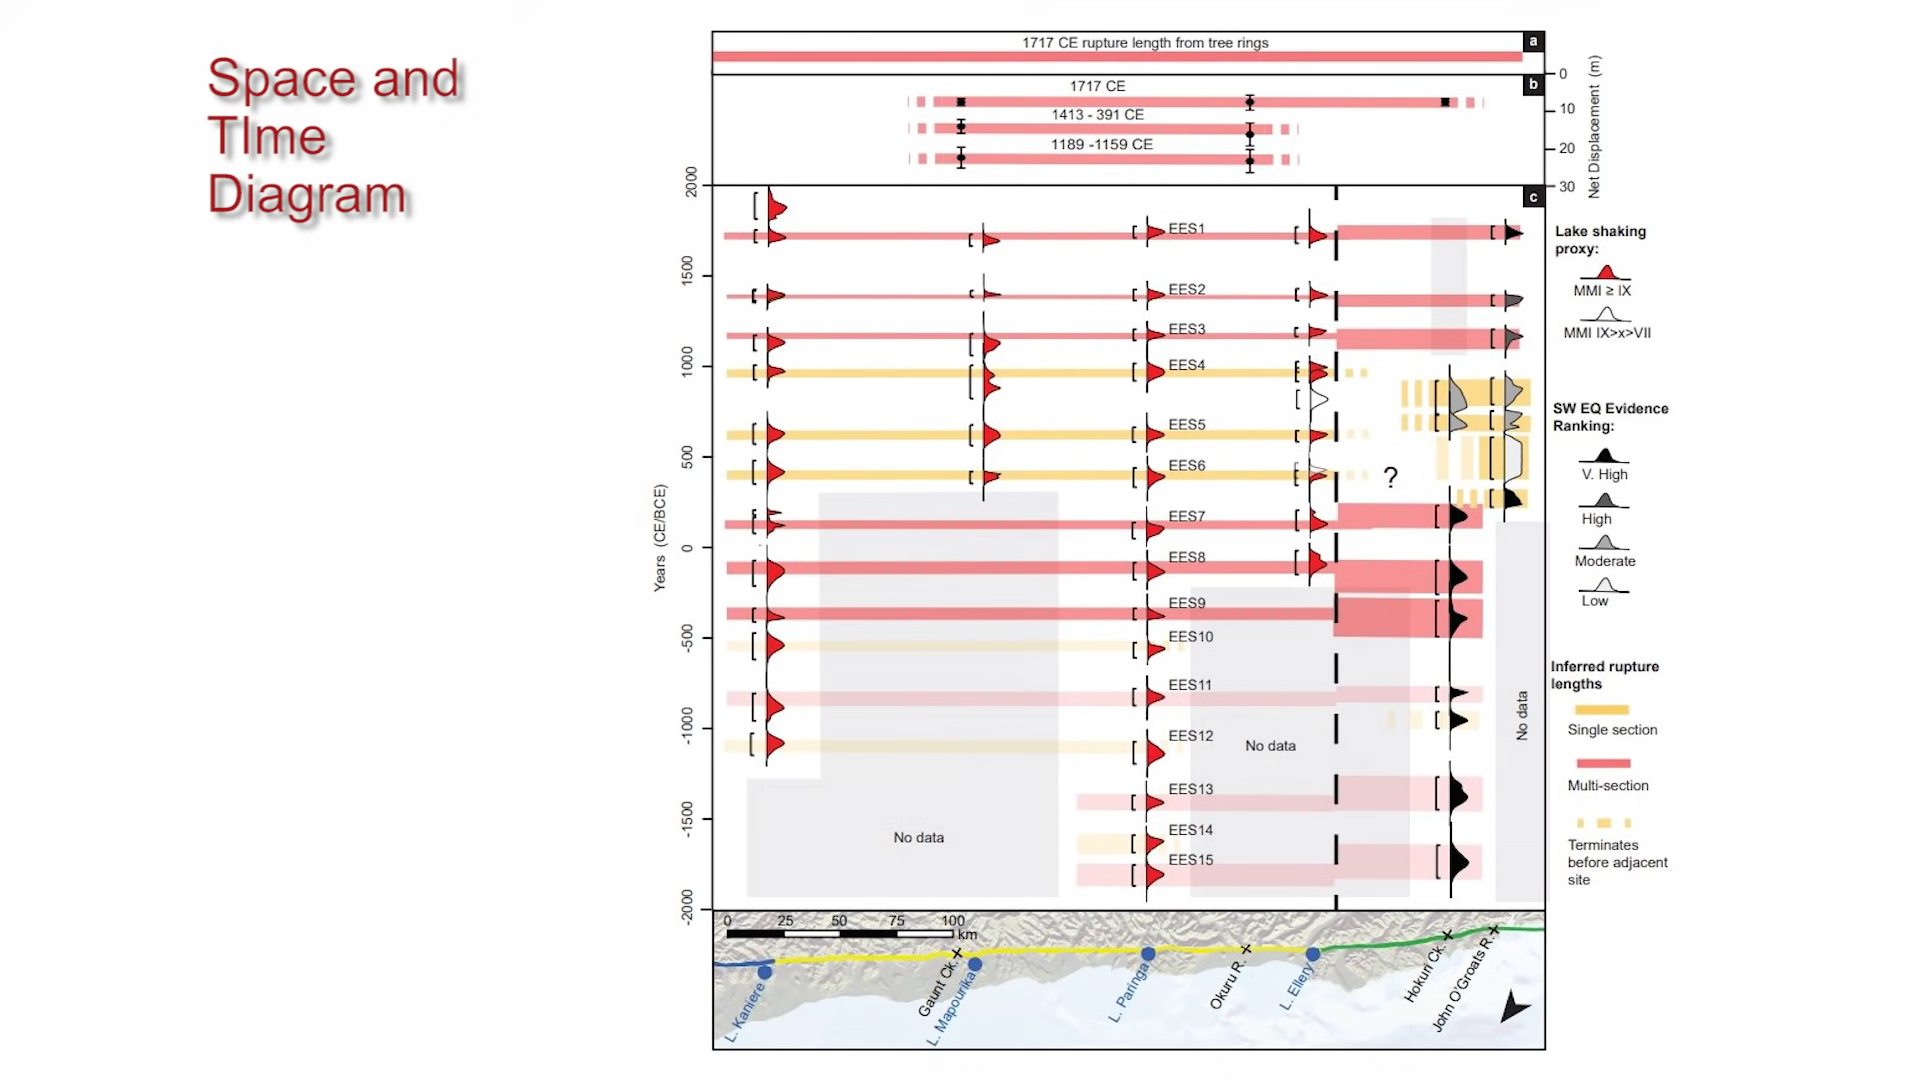 Space and
TIme
Diagram
1717 CE rupture length from tree rings
a
0
10
20
30
Net Displacement (m)
b
1717 CE
1413 - 391 CE
1189 -1159 CE
c
2000
1500
1000
500
0
-500
-1000
-1500
-2000
Years (CE/BCE)
EES1
EES2
EES3
EES4
EES5
EES6
?
EES7
EES8
EES9
EES10
EES11
EES12
EES13
EES14
EES15
No data
No data
No data
Lake shaking
proxy:
MMI ≥ IX
MMI IX>x>VII
SW EQ Evidence
Ranking:
V. High
High
Moderate
Low
Inferred rupture
lengths
Single section
Multi-section
Terminates
before adjacent
site
0 25 50 75 100
km
L. Kaniere
Gaunt Ck.
L. Mapourika
L. Paringa
Okuru R.
L. Ellery
Hokuri Ck.
John O'Groats R.